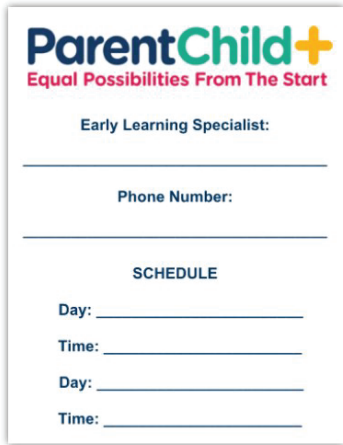 ParentChild+
Equal Possibilities From The Start
Early Learning Specialist:
Phone Number:
SCHEDULE
Day:
Time:
Day:
Time: